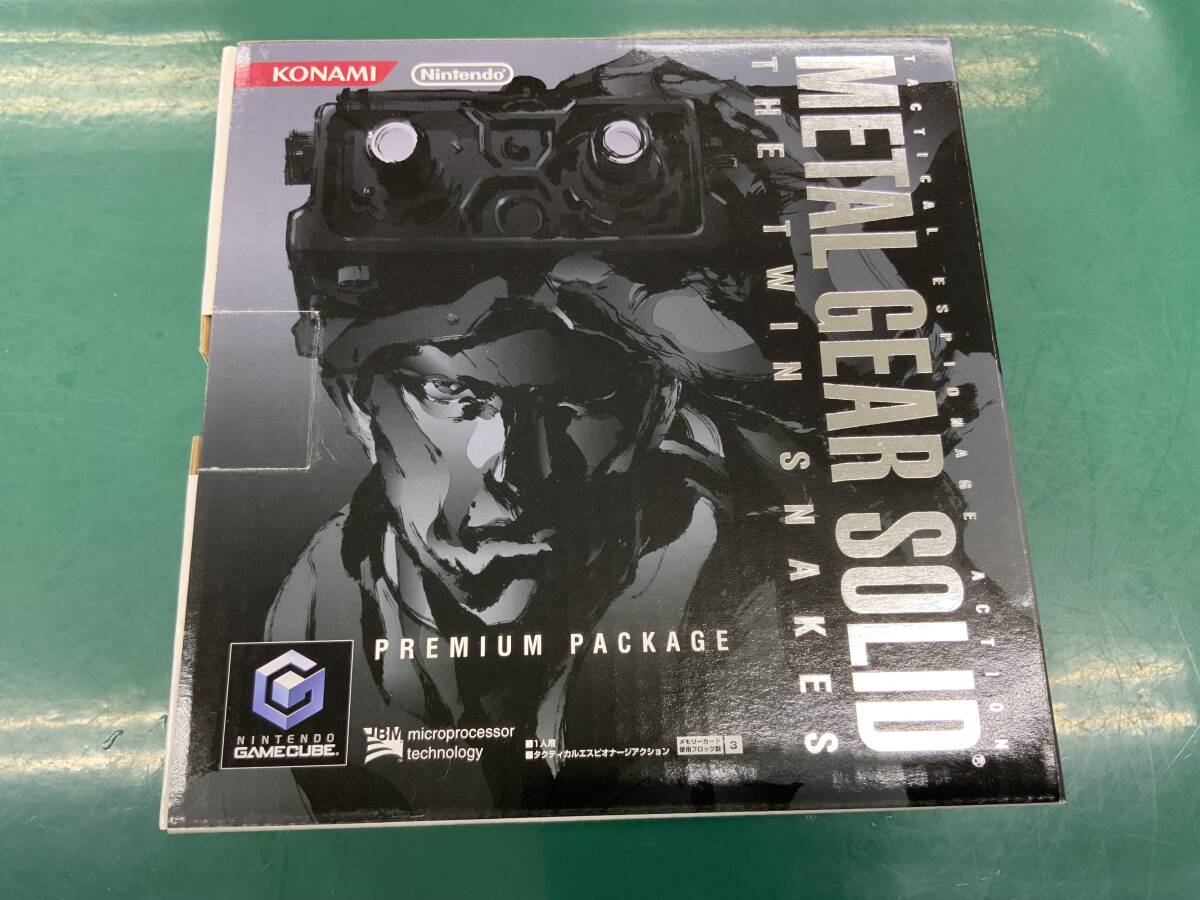 KONAMI
Nintendo
TACTICAL ESPIONAGE ACTION
METAL GEAR SOLID®
THE TWIN SNAKES
PREMIUM PACKAGE
NINTENDO
GAMECUBE™
IBM microprocessor
technology
■1人用
■タクティカルエスピオナージアクション
メモリーカード
使用ブロック数 3